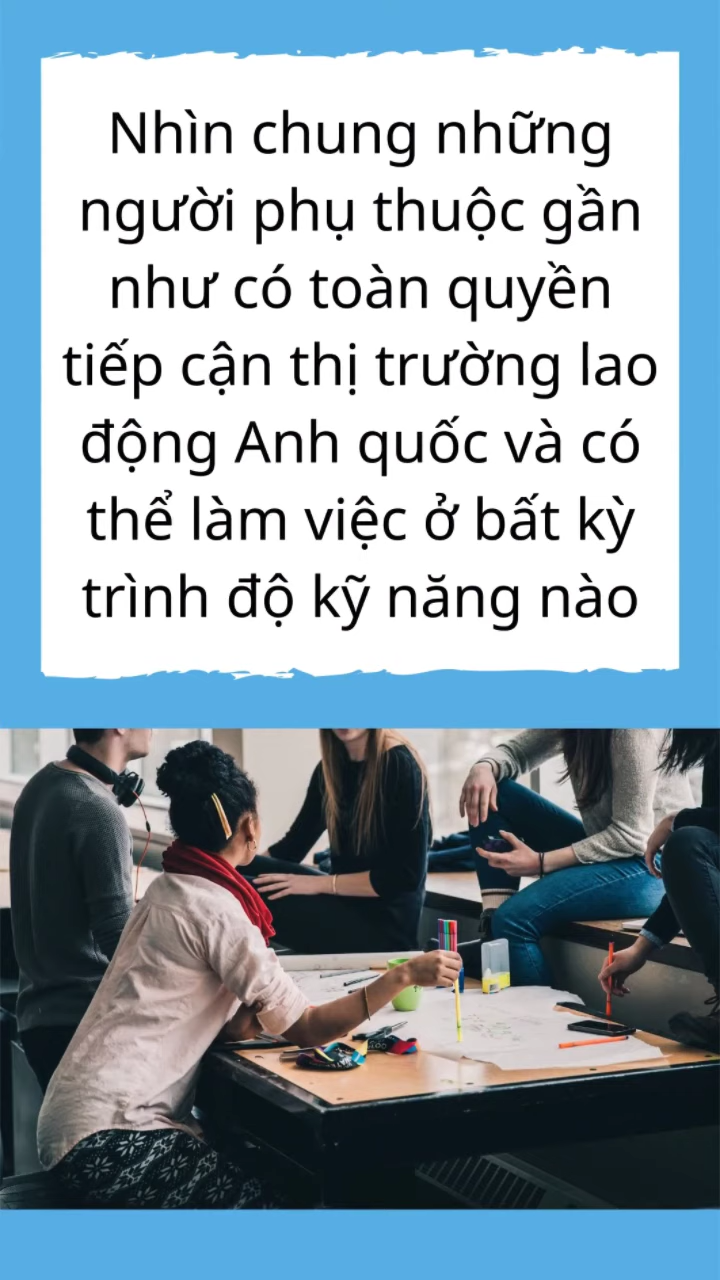 Nhìn chung những
người phụ thuộc gần
như có toàn quyền
tiếp cận thị trường lao
động Anh quốc và có
thể làm việc ở bất kỳ
trình độ kỹ năng nào